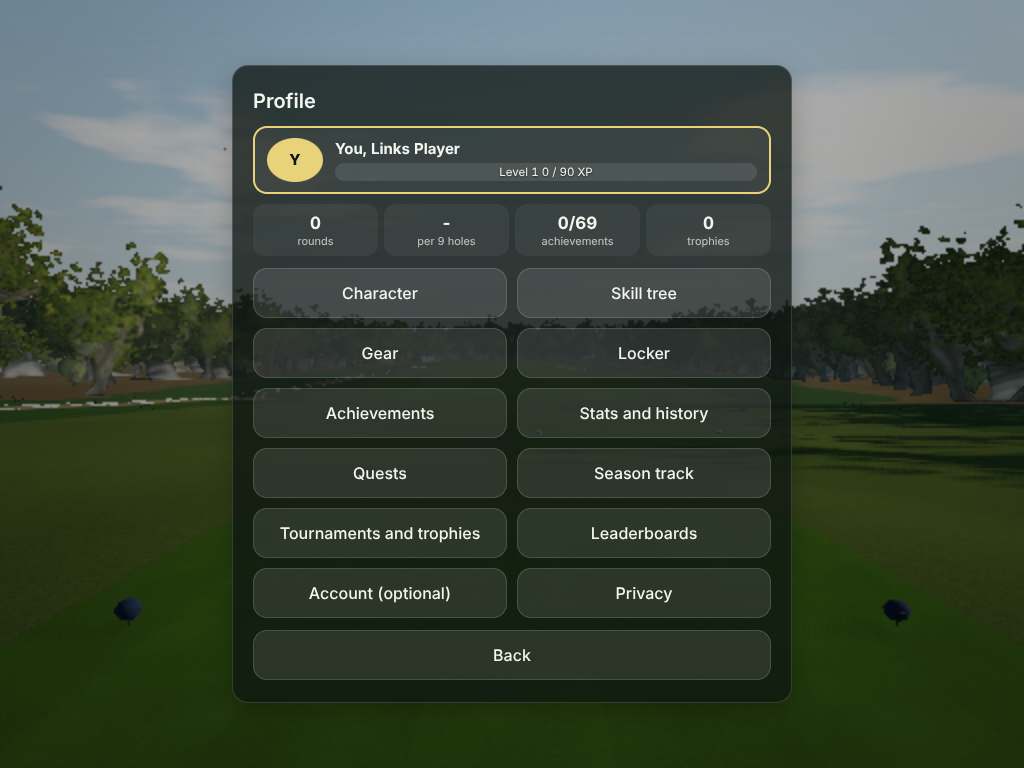 Profile
Y
You, Links Player
Level 1 0 / 90 XP
0
rounds
-
per 9 holes
0/69
achievements
0
trophies
Character
Skill tree
Gear
Locker
Achievements
Stats and history
Quests
Season track
Tournaments and trophies
Leaderboards
Account (optional)
Privacy
Back